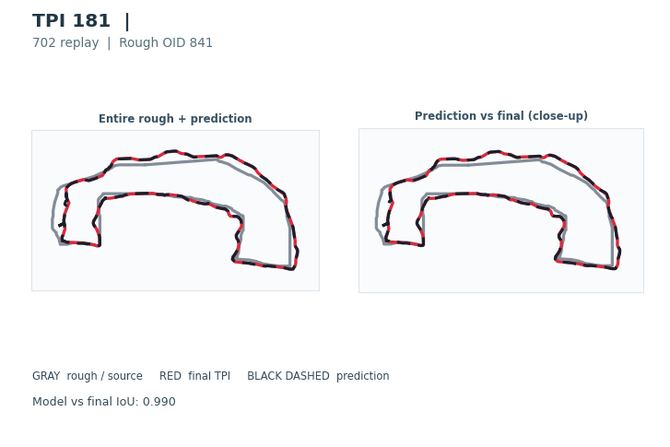 TPI 181 |
702 replay | Rough OID 841
Entire rough + prediction
Prediction vs final (close-up)
GRAY rough / source RED final TPI BLACK DASHED prediction
Model vs final IoU: 0.990